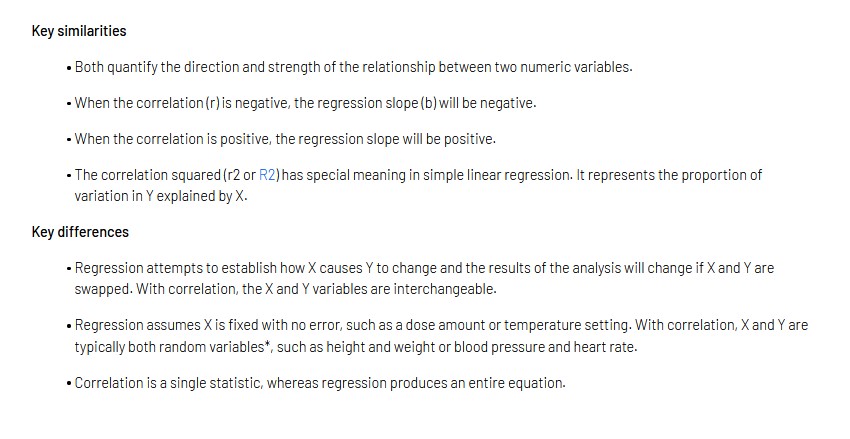 Key similarities
• Both quantify the direction and strength of the relationship between two numeric variables.
• When the correlation (r) is negative, the regression slope (b) will be negative.
• When the correlation is positive, the regression slope will be positive.
• The correlation squared (r2 or R2) has special meaning in simple linear regression. It represents the proportion of
variation in Y explained by X.
Key differences
• Regression attempts to establish how X causes Y to change and the results of the analysis will change if X and Y are
swapped. With correlation, the X and Y variables are interchangeable.
• Regression assumes X is fixed with no error, such as a dose amount or temperature setting. With correlation, X and Y are
typically both random variables*, such as height and weight or blood pressure and heart rate.
• Correlation is a single statistic, whereas regression produces an entire equation.